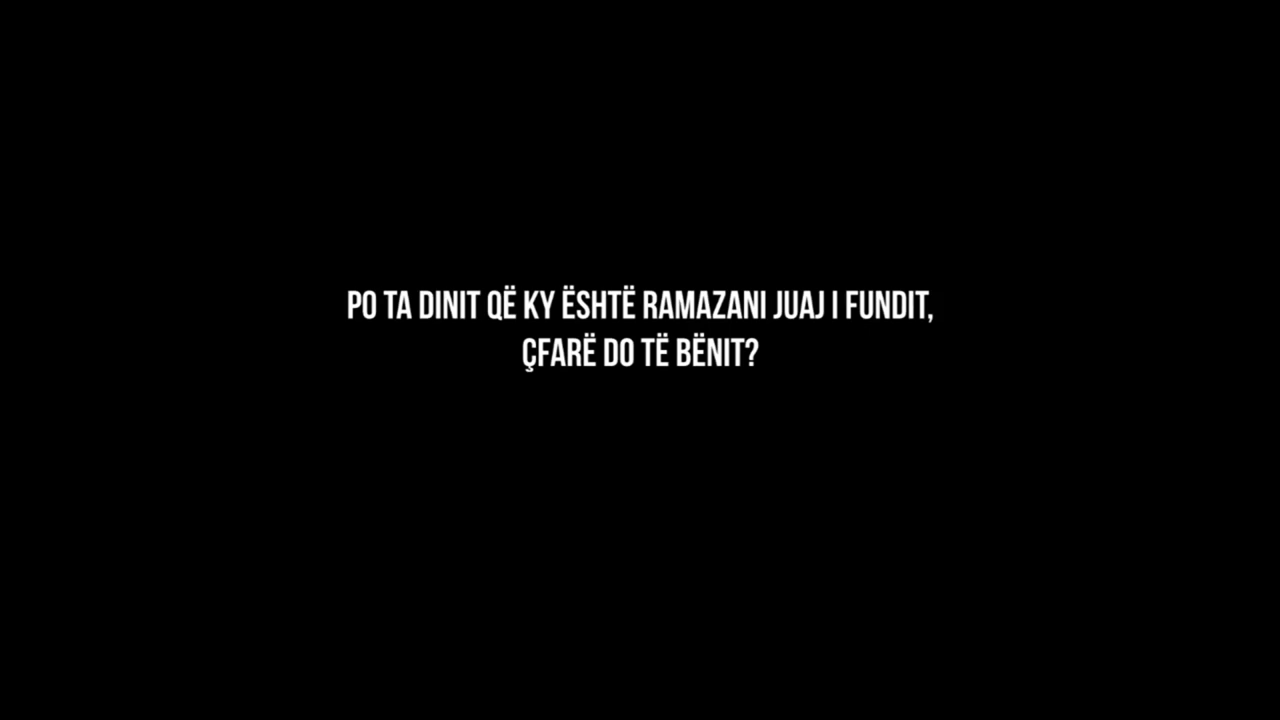 PO TA DINIT QË KY ËSHTË RAMAZANI JUAJ I FUNDIT,
ÇFARË DO TË BËNIT?